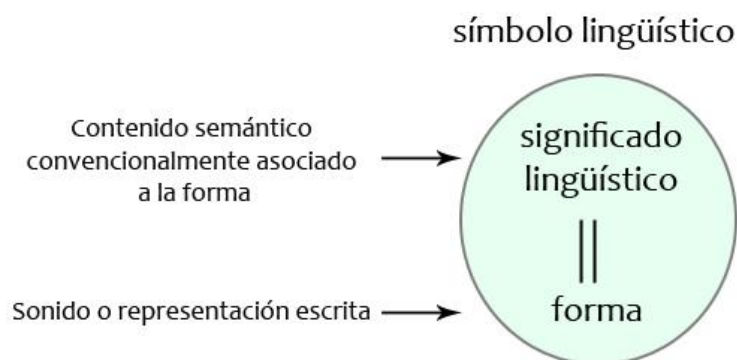 símbolo lingüístico
Contenido semántico
convencionalmente asociado
a la forma
significado
lingüístico
Sonido o representación escrita
forma